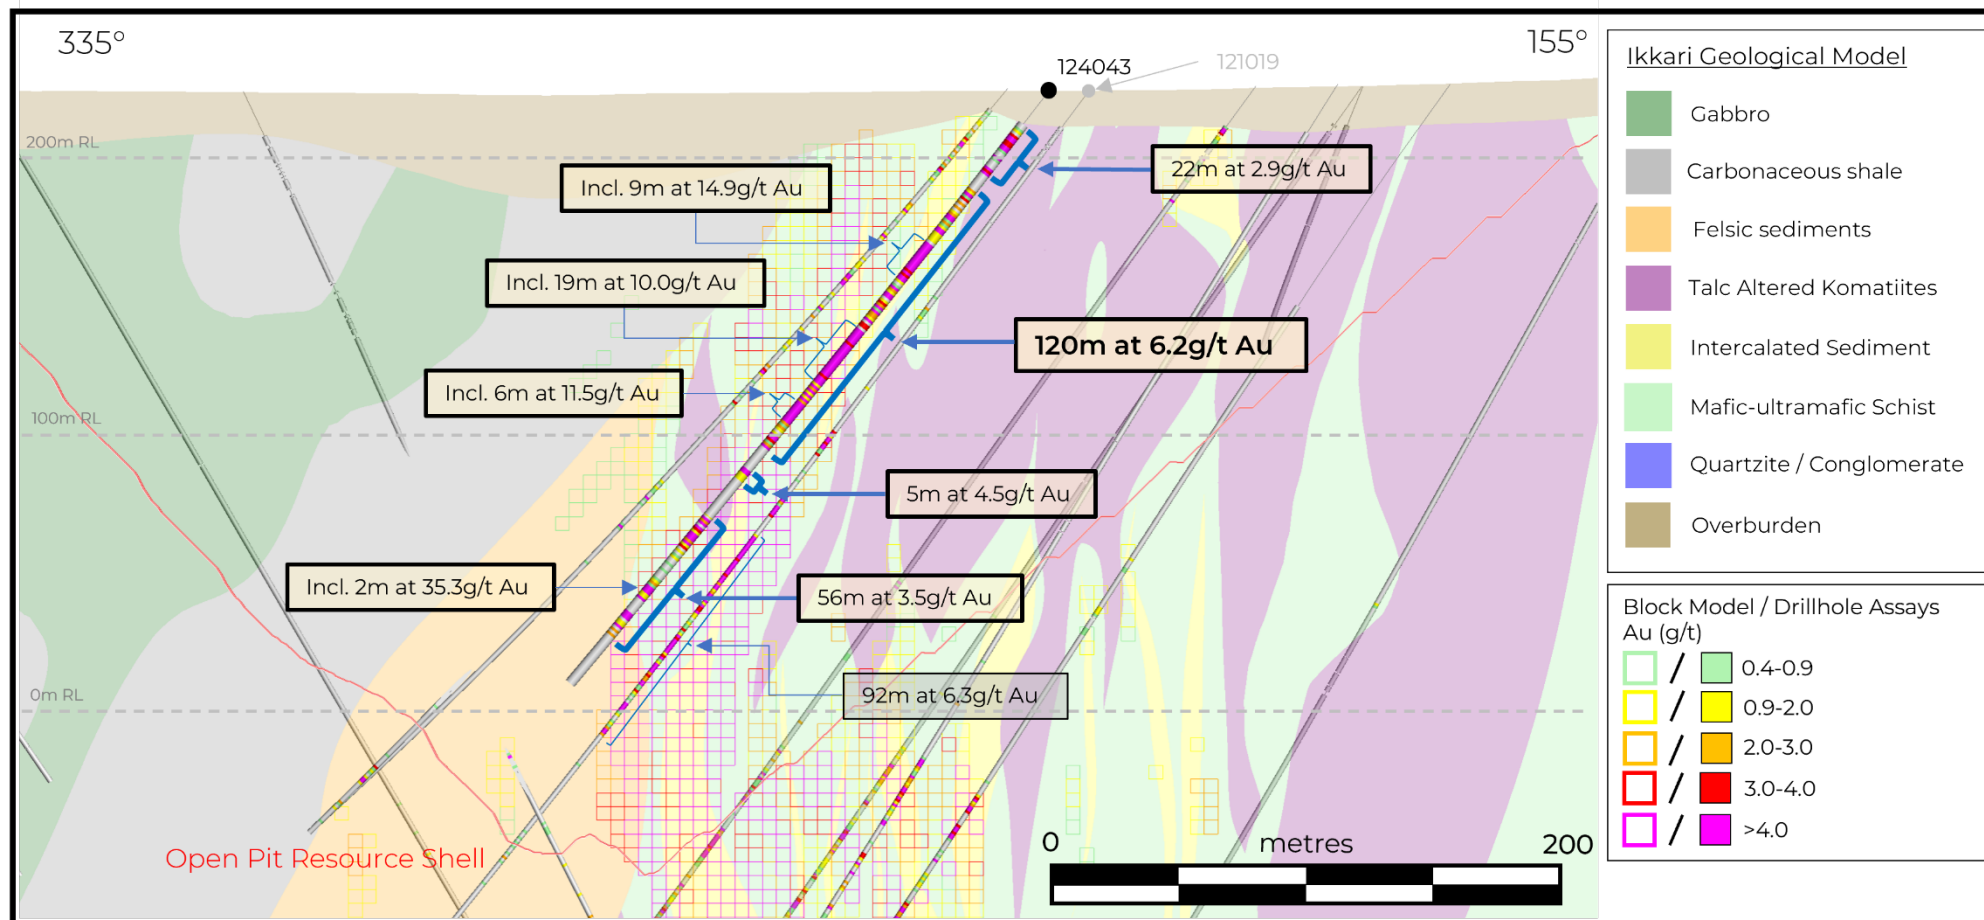 335°
155°
124043
121019
200m RL
22m at 2.9g/t Au
Incl. 9m at 14.9g/t Au
Incl. 19m at 10.0g/t Au
120m at 6.2g/t Au
Incl. 6m at 11.5g/t Au
100m RL
5m at 4.5g/t Au
Incl. 2m at 35.3g/t Au
56m at 3.5g/t Au
92m at 6.3g/t Au
0m RL
Open Pit Resource Shell
0 metres 200
Ikkari Geological Model
Gabbro
Carbonaceous shale
Felsic sediments
Talc Altered Komatiites
Intercalated Sediment
Mafic-ultramafic Schist
Quartzite / Conglomerate
Overburden
Block Model / Drillhole Assays
Au (g/t)
/ 0.4-0.9
/ 0.9-2.0
/ 2.0-3.0
/ 3.0-4.0
/ >4.0